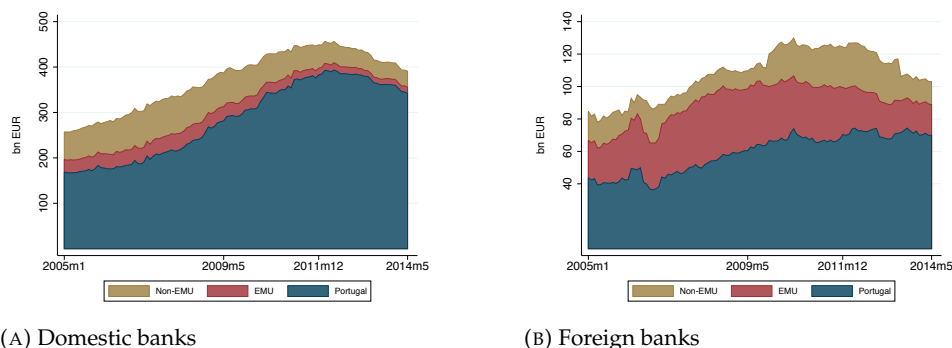 500
400
300
200
100
bn EUR
2005m1 2009m5 2011m12 2014m5
Non-EMU EMU Portugal
(A) Domestic banks
140
120
100
80
60
40
bn EUR
2005m1 2009m5 2011m12 2014m5
Non-EMU EMU Portugal
(B) Foreign banks